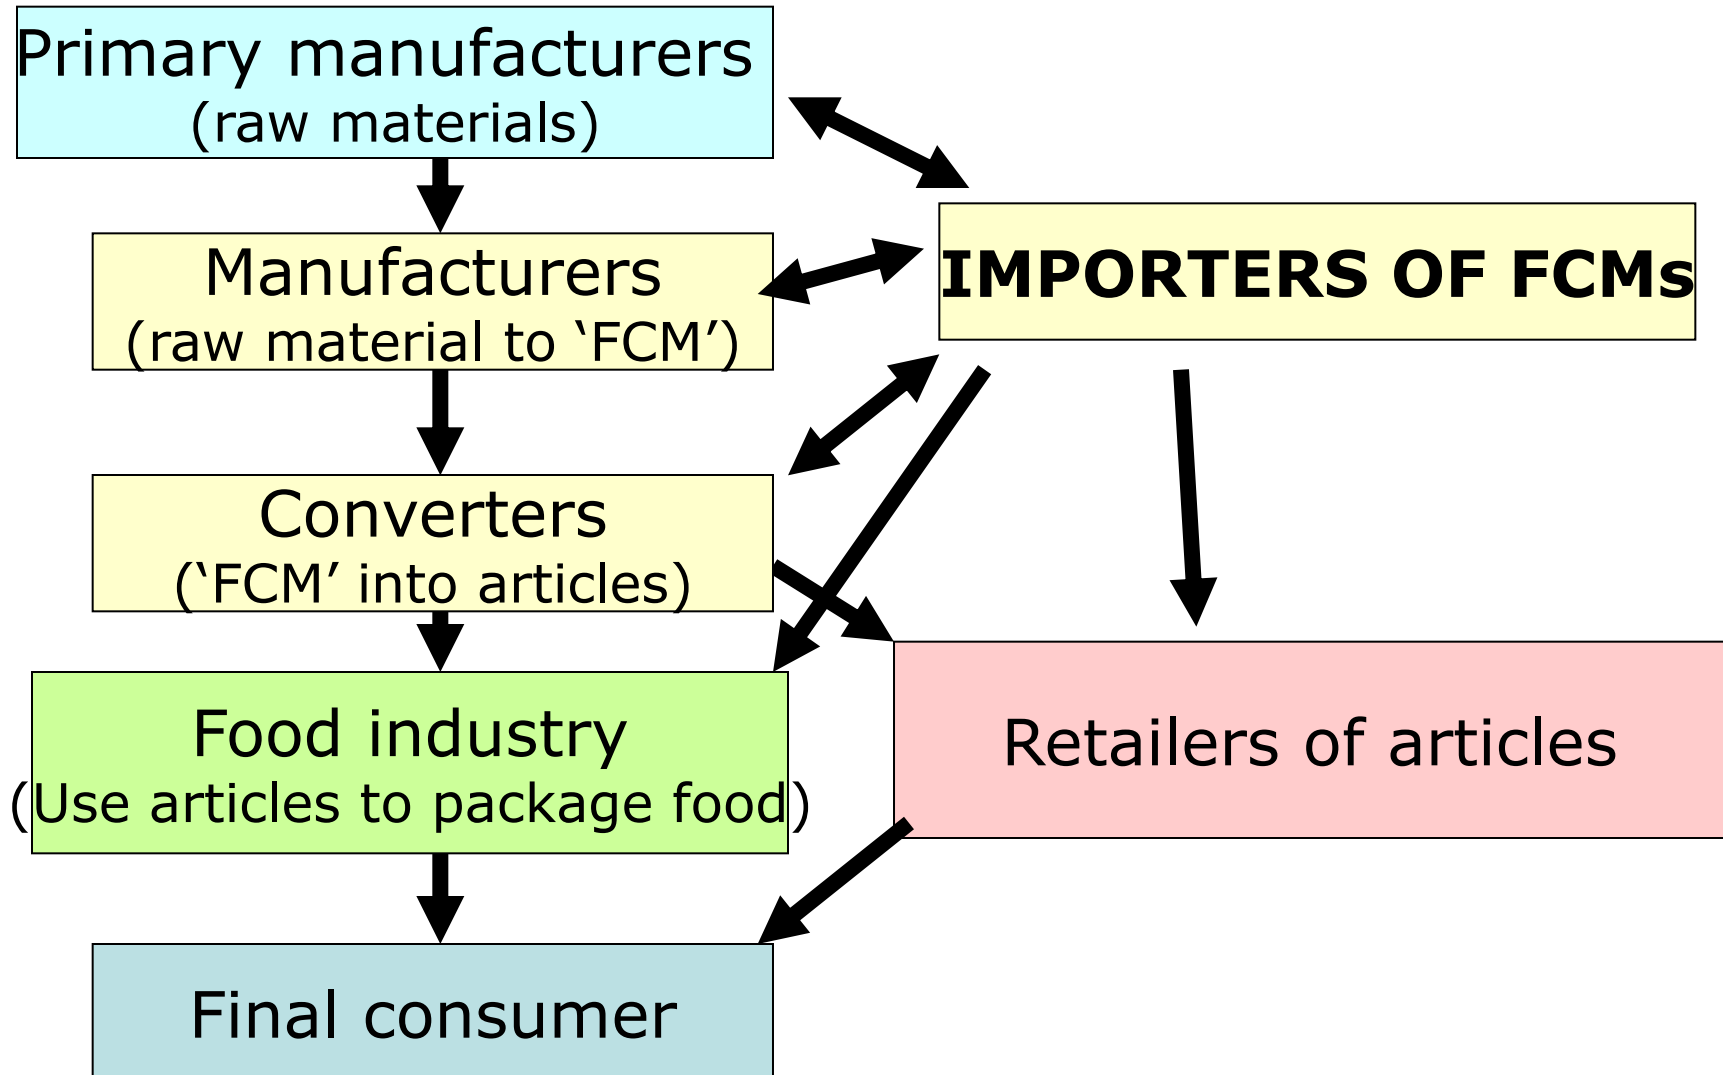 Primary manufacturers
(raw materials)
Manufacturers
(raw material to ‘FCM’)
IMPORTERS OF FCMs
Converters
(‘FCM’ into articles)
Food industry
(Use articles to package food)
Retailers of articles
Final consumer